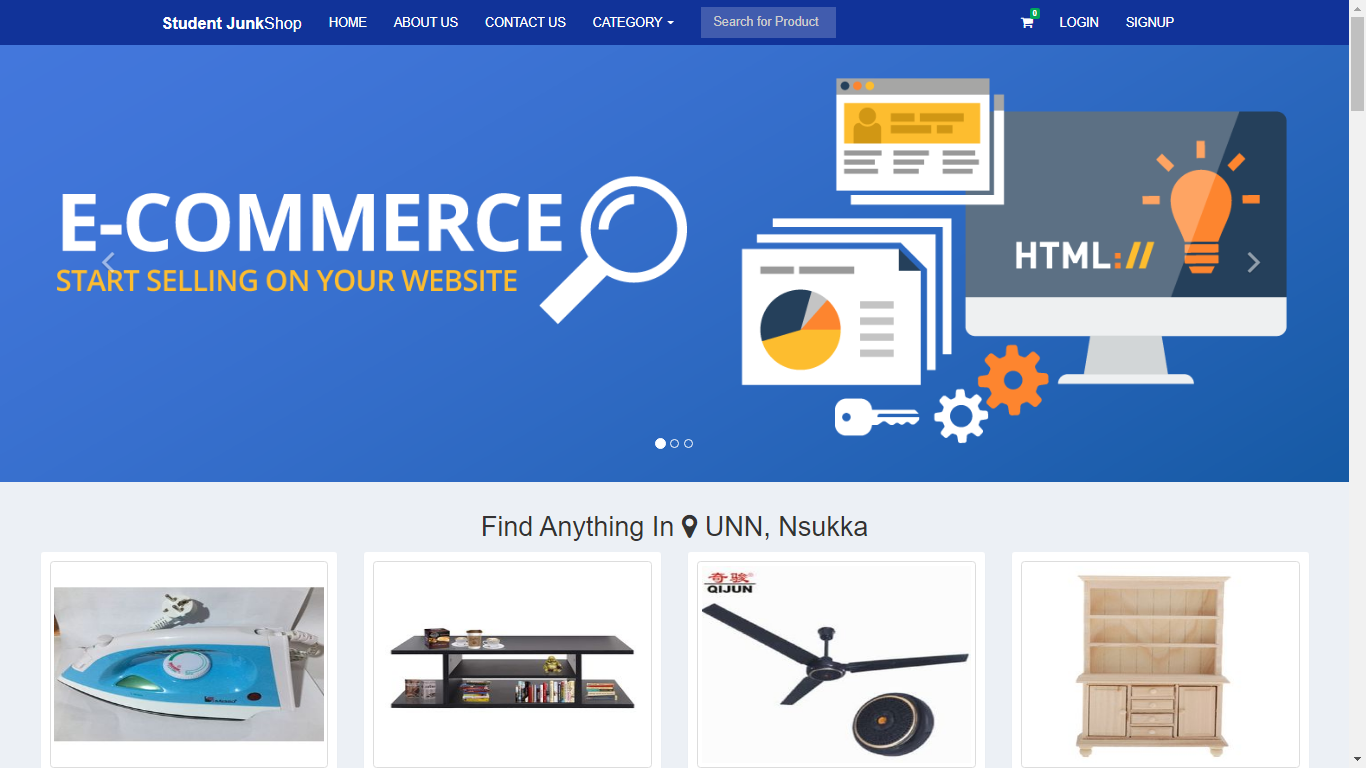 Student JunkShop
HOME
ABOUT US
CONTACT US
CATEGORY
Search for Product
0
LOGIN
SIGNUP
E-COMMERCE
START SELLING ON YOUR WEBSITE
HTML://
Find Anything In UNN, Nsukka
奇骏®
QIJUN